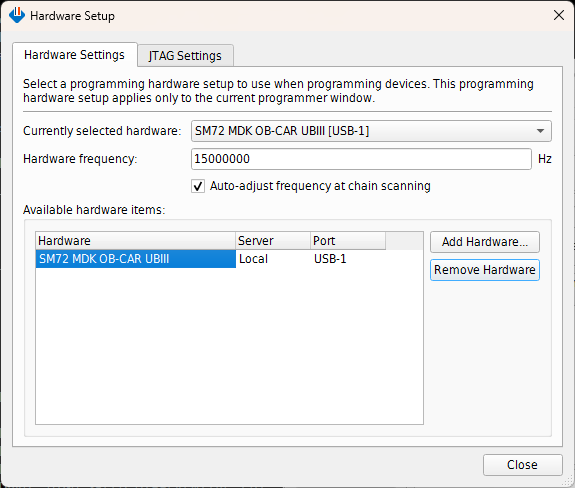 Hardware Setup
Hardware Settings
JTAG Settings
Select a programming hardware setup to use when programming devices. This programming
hardware setup applies only to the current programmer window.
Currently selected hardware: SM72 MDK OB-CAR UBIII [USB-1]
Hardware frequency: 15000000 Hz
Auto-adjust frequency at chain scanning
Available hardware items:
Hardware Server Port
SM72 MDK OB-CAR UBIII Local USB-1
Add Hardware...
Remove Hardware
Close